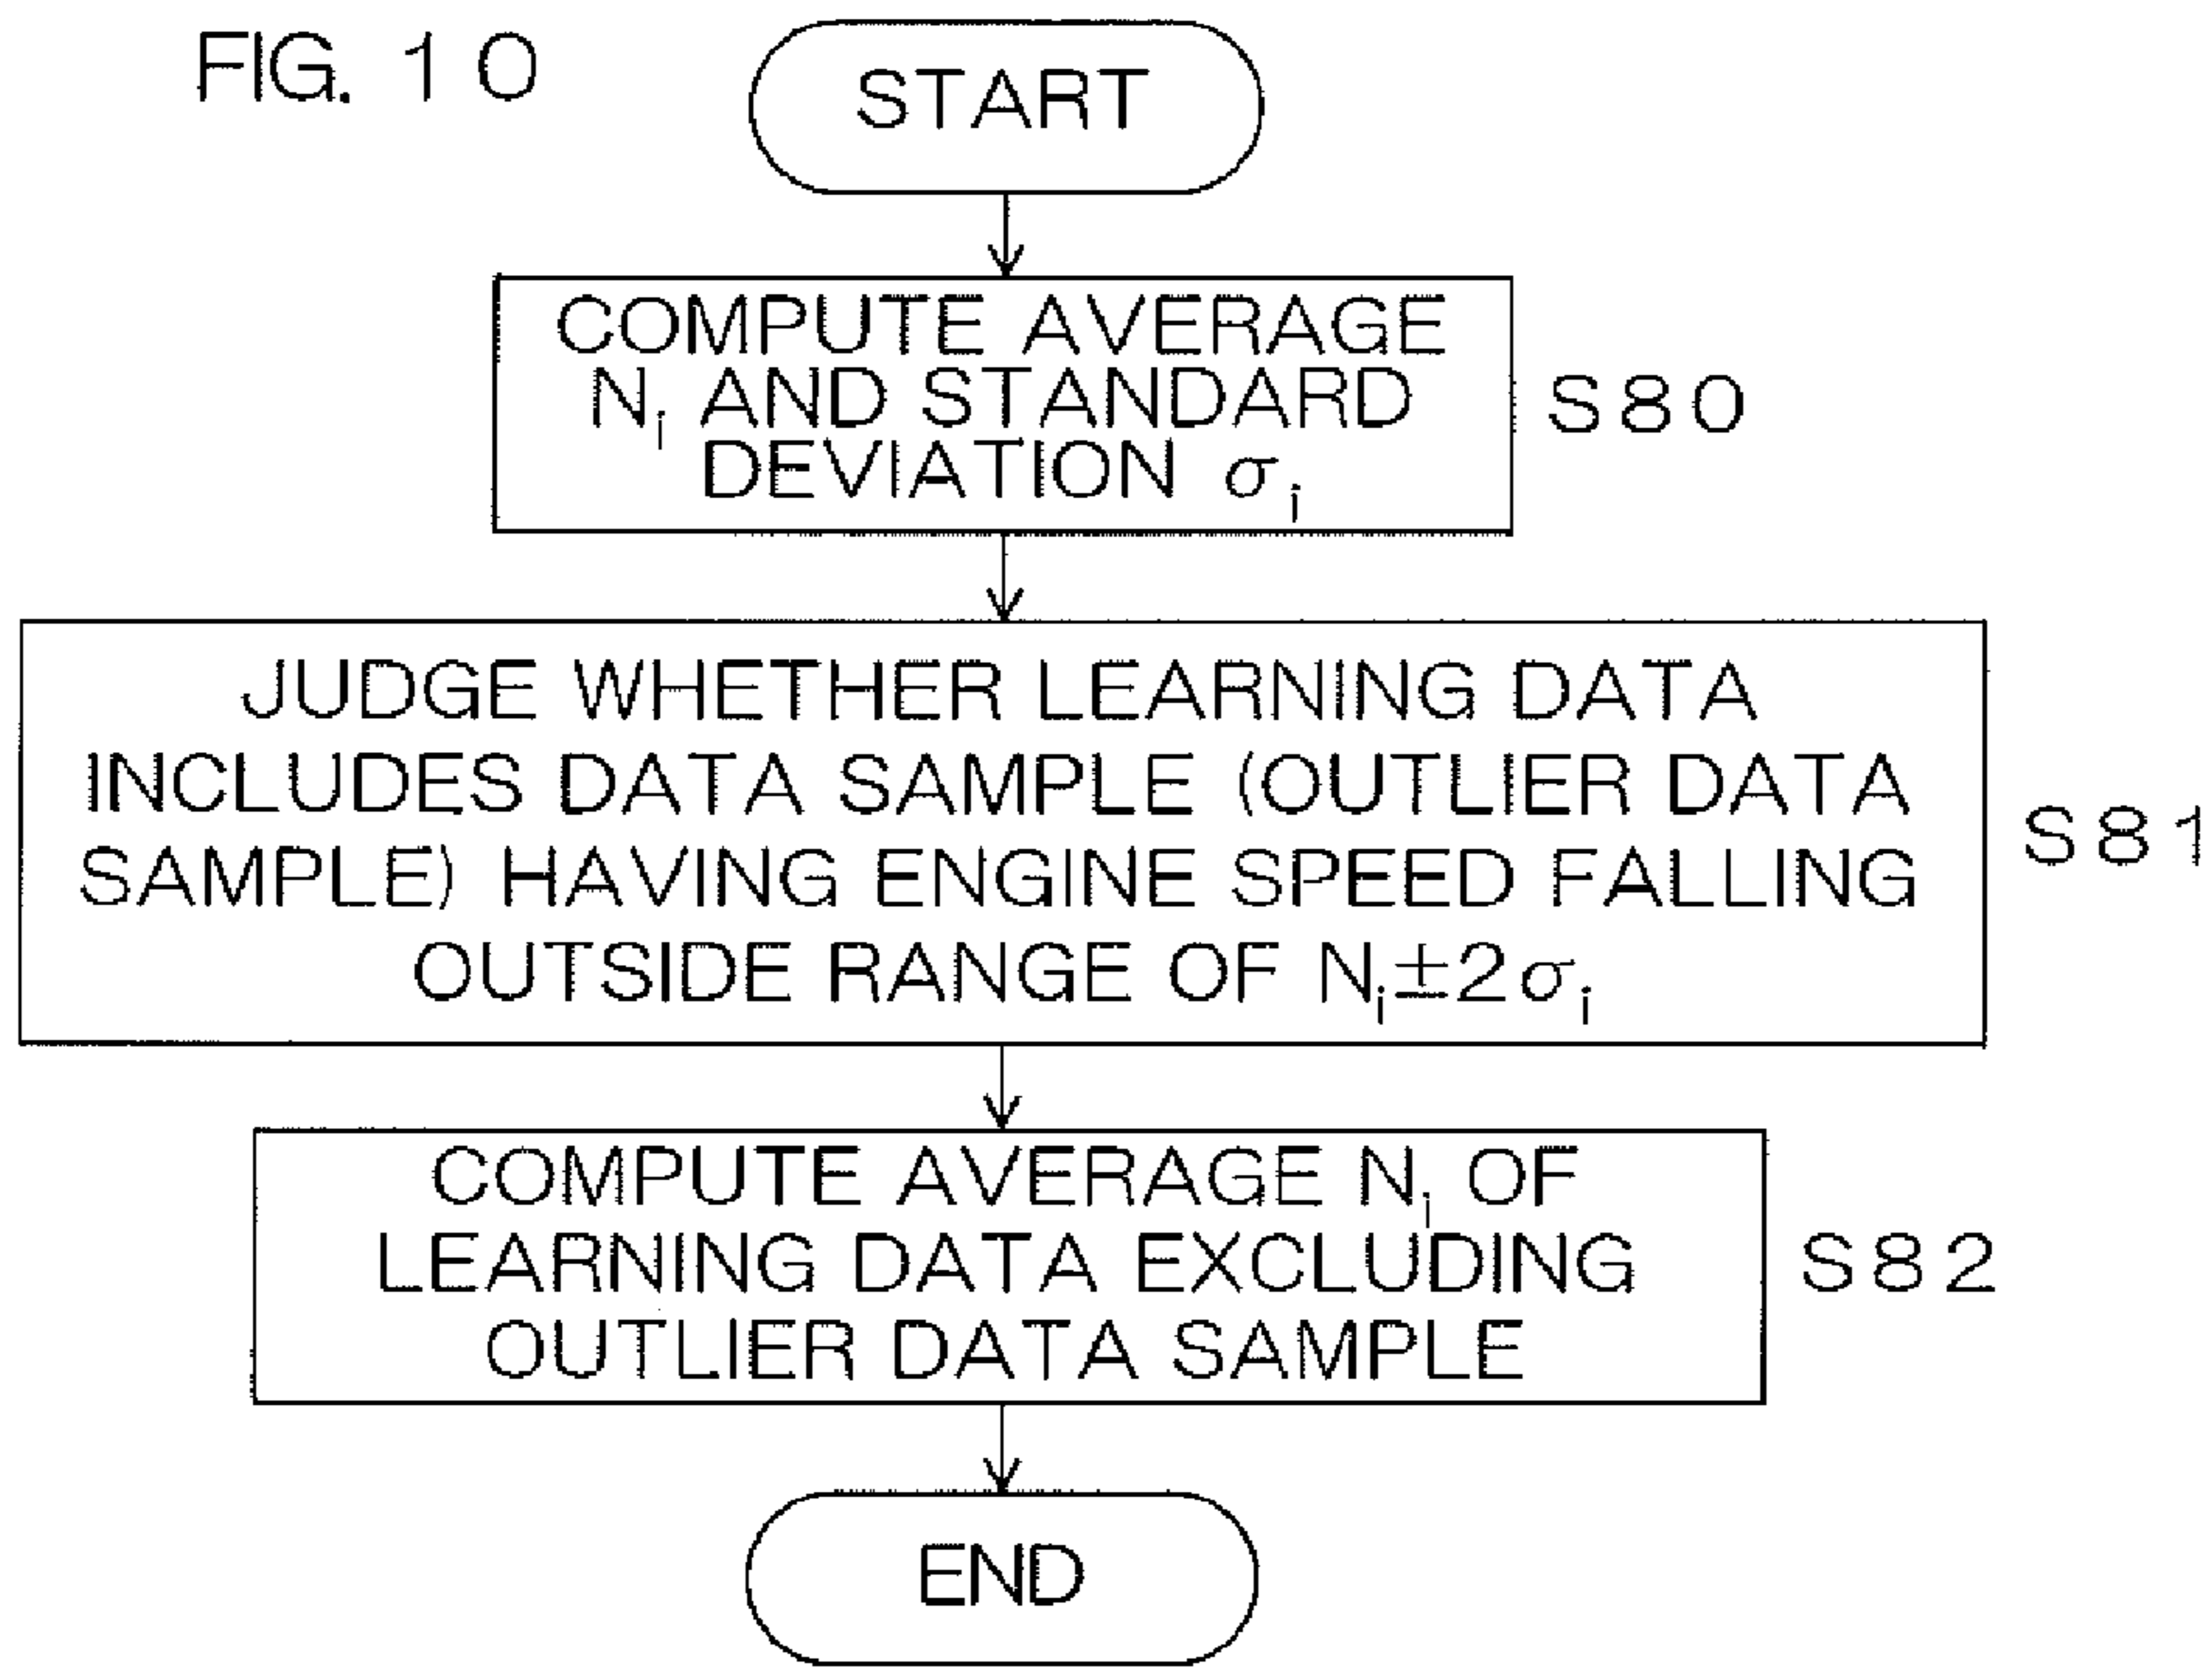 FIG. 10
START
COMPUTE AVERAGE
Ni AND STANDARD
DEVIATION σi
S80
JUDGE WHETHER LEARNING DATA
INCLUDES DATA SAMPLE (OUTLIER DATA
SAMPLE) HAVING ENGINE SPEED FALLING
OUTSIDE RANGE OF Ni±2σi
S81
COMPUTE AVERAGE Ni OF
LEARNING DATA EXCLUDING
OUTLIER DATA SAMPLE
S82
END